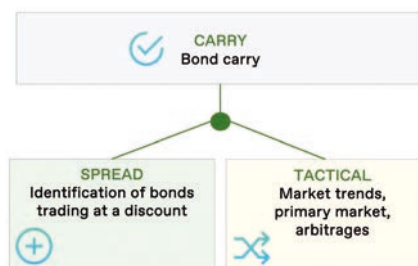 CARRY
Bond carry
SPREAD
Identification of bonds
trading at a discount
TACTICAL
Market trends,
primary market,
arbitrages